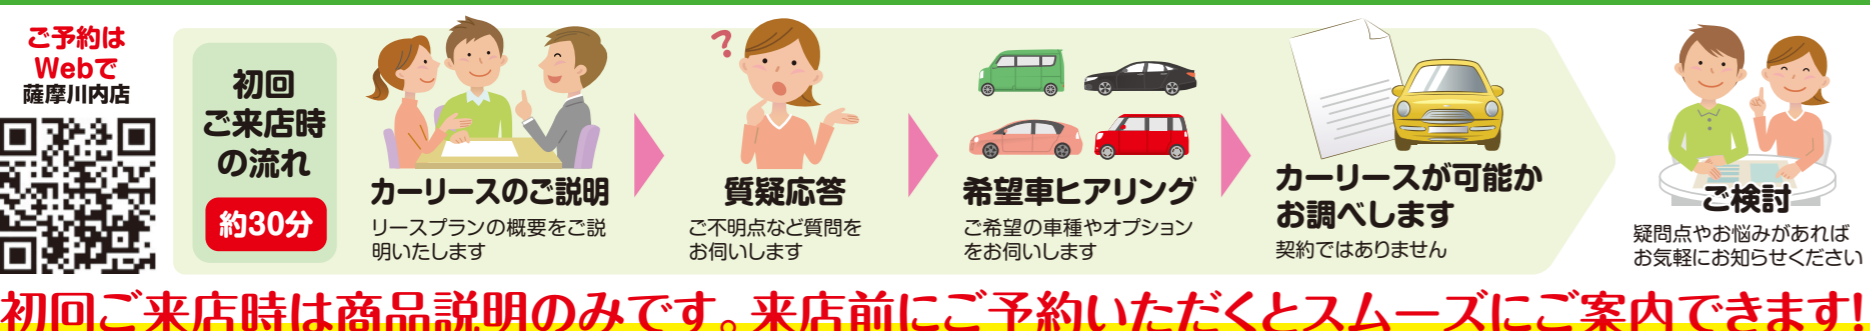 ご予約は
Webで
薩摩川内店
初回
ご来店時
の流れ
約30分
カーリースのご説明
リースプランの概要をご説
明いたします
?
質疑応答
ご不明点など質問を
お伺いします
希望車ヒアリング
ご希望の車種やオプション
をお伺いします
カーリースが可能か
お調べします
契約ではありません
ご検討
疑問点やお悩みがあれば
お気軽にお知らせください
初回ご来店時は商品説明のみです。来店前にご予約いただくとスムーズにご案内できます!